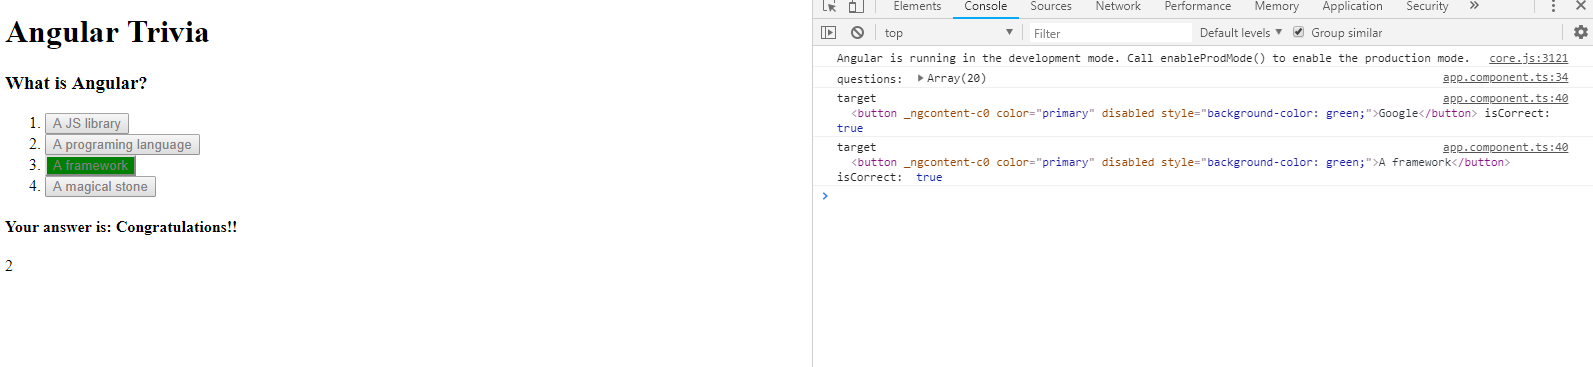 Angular Trivia
What is Angular?
1. A JS library
2. A programing language
3. A framework
4. A magical stone
Your answer is: Congratulations!!
2
Elements Console Sources Network Performance Memory Application Security »
top Filter Default levels Group similar
Angular is running in the development mode. Call enableProdMode() to enable the production mode. core.js:3121
questions: Array(20) app.component.ts:34
target app.component.ts:40
<button _ngcontent-c0 color="primary" disabled style="background-color: green;">Google</button> isCorrect:
true
target app.component.ts:40
<button _ngcontent-c0 color="primary" disabled style="background-color: green;">A framework</button>
isCorrect: true